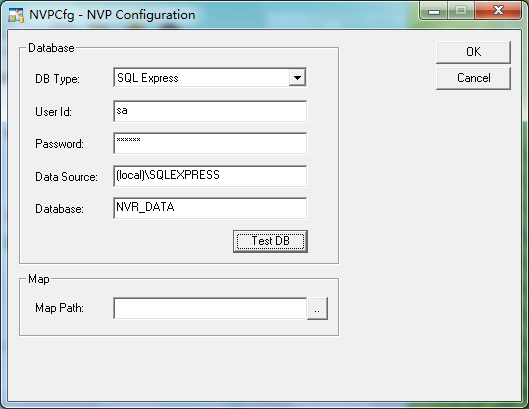 NVPCfg - NVP Configuration
Database
DB Type: SQL Express
User Id: sa
Password: ******
Data Source: (local)\SQLEXPRESS
Database: NVR_DATA
Test DB
Map
Map Path: ..
OK
Cancel